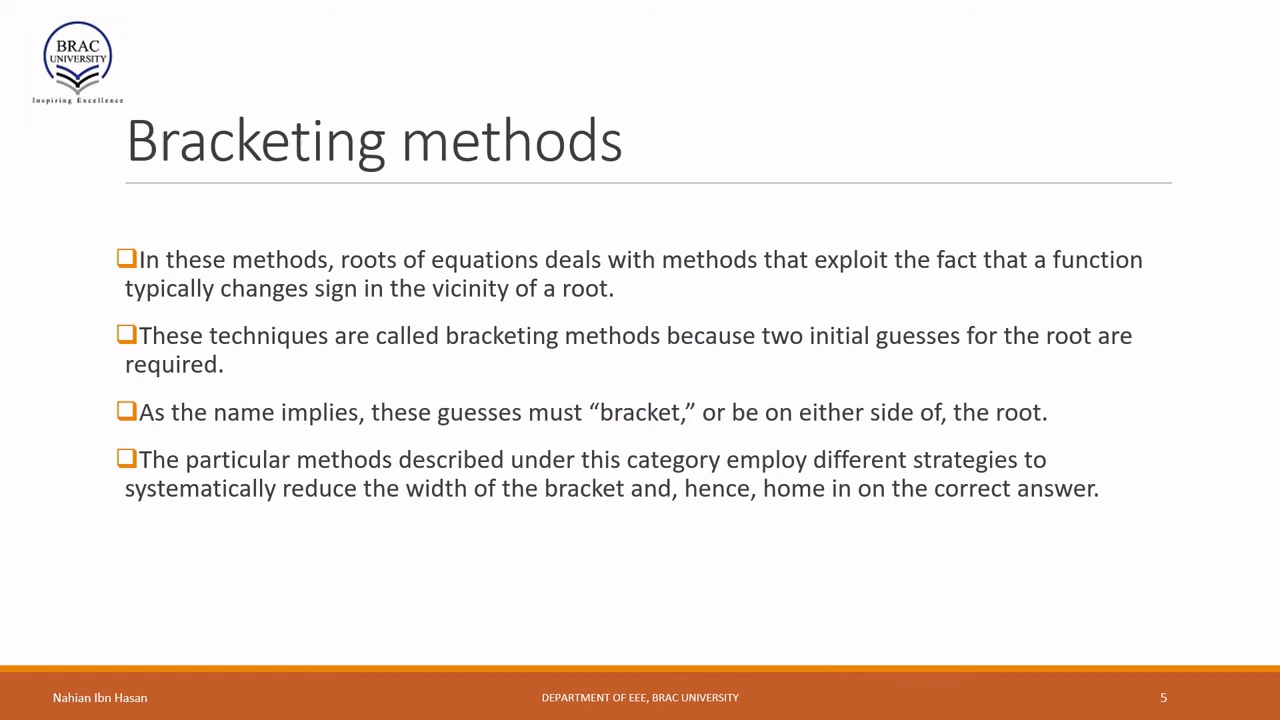 BRAC
UNIVERSITY
Inspiring Excellence
Bracketing methods
In these methods, roots of equations deals with methods that exploit the fact that a function
typically changes sign in the vicinity of a root.
These techniques are called bracketing methods because two initial guesses for the root are
required.
As the name implies, these guesses must “bracket,” or be on either side of, the root.
The particular methods described under this category employ different strategies to
systematically reduce the width of the bracket and, hence, home in on the correct answer.
Nahian Ibn Hasan
DEPARTMENT OF EEE, BRAC UNIVERSITY
5